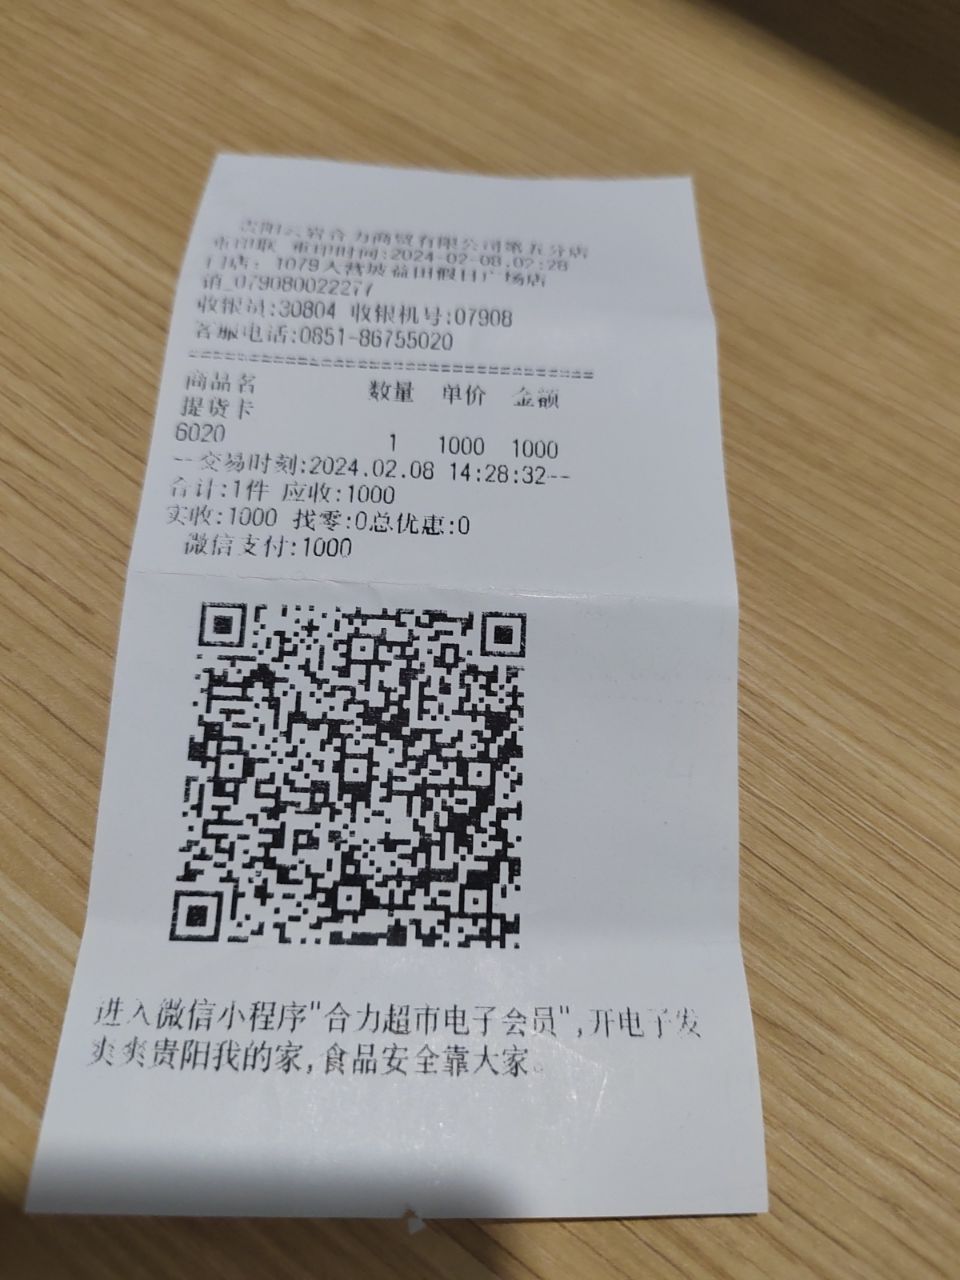 贵阳云岩合力商贸有限公司第五分店
重印联 重印时间:2024-02-08.02:28
门店: 1079大营坡益田假日广场店
销_079080022277
收银员:30804 收银机号:07908
客服电话:0851-86755020
商品名 数量 单价 金额
提货卡
6020 1 1000 1000
--交易时刻:2024.02.08 14:28:32--
合计:1件 应收:1000
实收:1000 找零:0总优惠:0
微信支付:1000
进入微信小程序"合力超市电子会员",开电子发
爽爽贵阳我的家,食品安全靠大家。